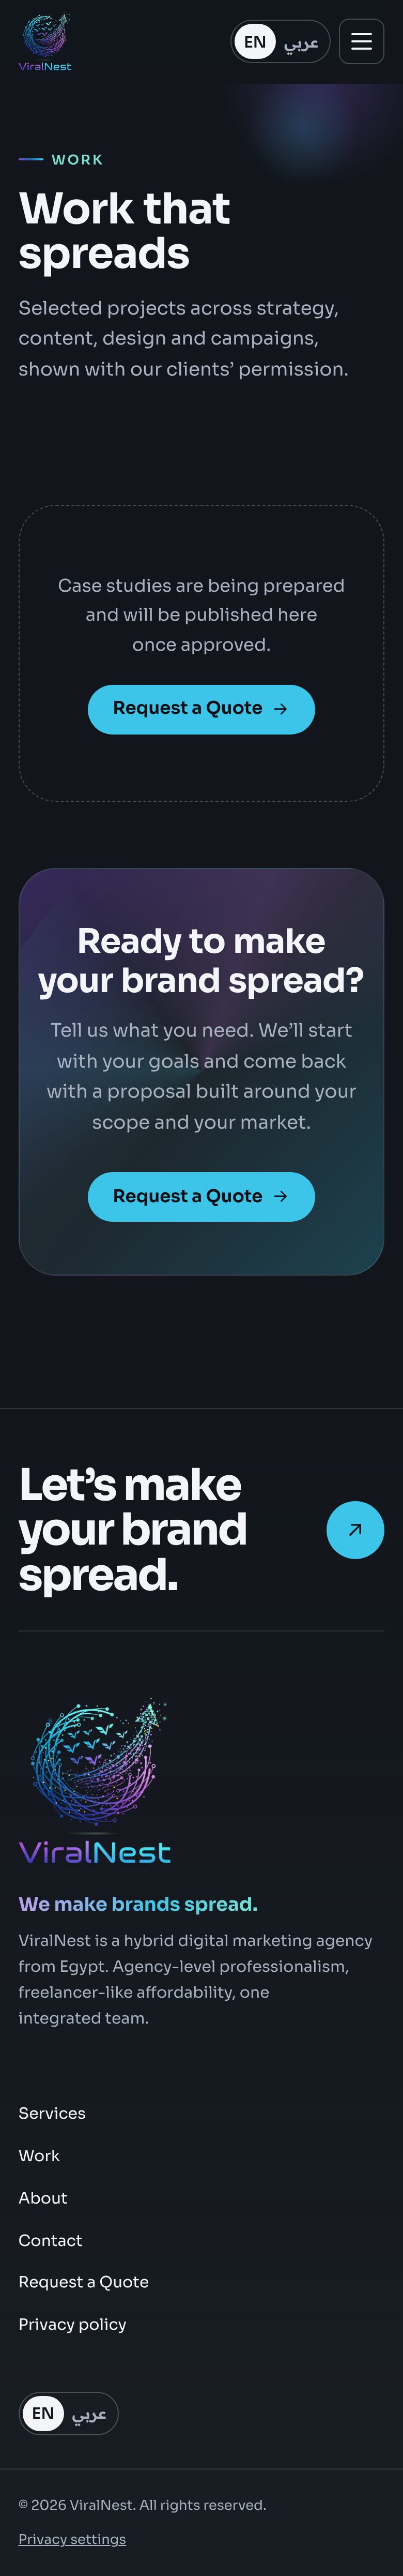 ViralNest
EN عربي
WORK
Work that
spreads
Selected projects across strategy,
content, design and campaigns,
shown with our clients’ permission.
Case studies are being prepared
and will be published here
once approved.
Request a Quote →
Ready to make
your brand spread?
Tell us what you need. We’ll start
with your goals and come back
with a proposal built around your
scope and your market.
Request a Quote →
Let’s make
your brand
spread.
ViralNest
We make brands spread.
ViralNest is a hybrid digital marketing agency
from Egypt. Agency-level professionalism,
freelancer-like affordability, one
integrated team.
Services
Work
About
Contact
Request a Quote
Privacy policy
EN عربي
© 2026 ViralNest. All rights reserved.
Privacy settings